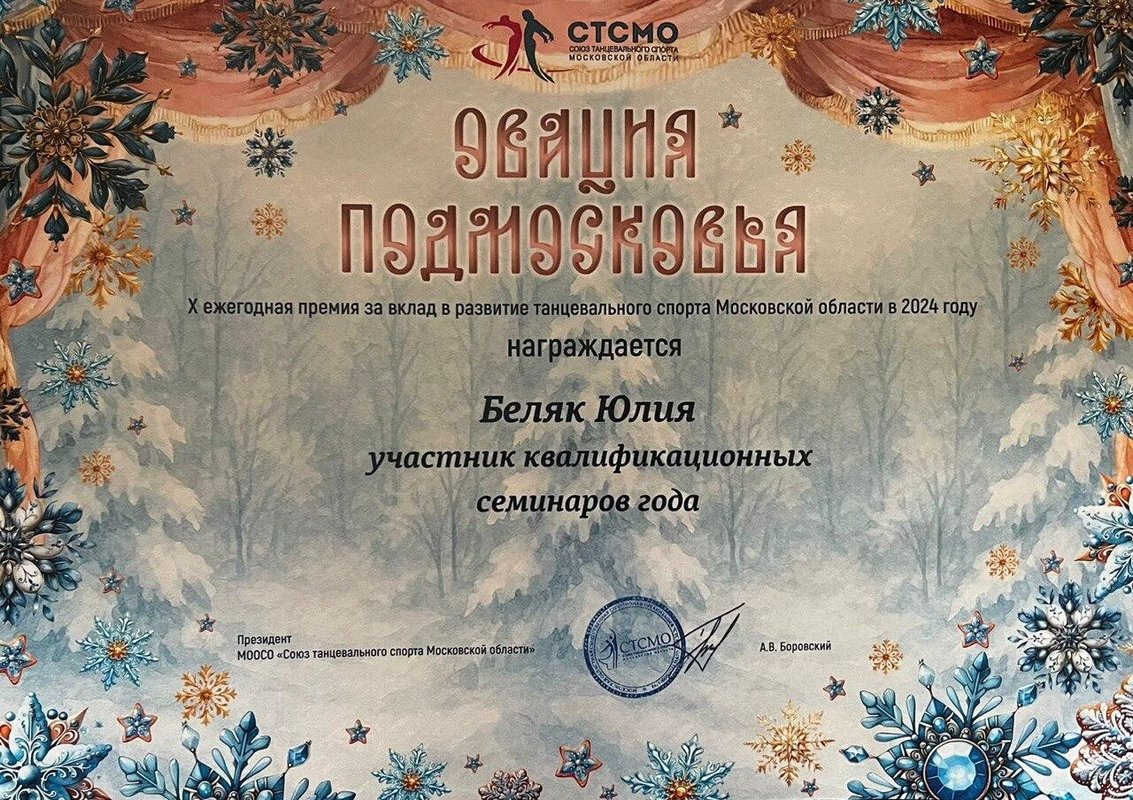 СТСМО
СОЮЗ ТАНЦЕВАЛЬНОГО СПОРТА
МОСКОВСКОЙ ОБЛАСТИ
ОВАЦИЯ
ПОДМОСКОВЬЯ
X ежегодная премия за вклад в развитие танцевального спорта Московской области в 2024 году
награждается
Беляк Юлия
участник квалификационных
семинаров года
Президент
МООСО «Союз танцевального спорта Московской области»
СТСМО
А.В. Боровский